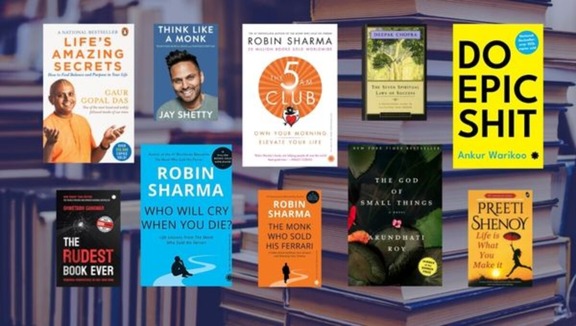 A NATIONAL BESTSELLER
LIFE'S
AMAZING
SECRETS
How to Find Balance and Purpose in Your Life
GAUR
GOPAL DAS
THINK LIKE
A MONK
JAY SHETTY
ROBIN SHARMA
THE
5 AM
CLUB
OWN YOUR MORNING
ELEVATE YOUR LIFE
DEEPAK CHOPRA
THE SEVEN SPIRITUAL
LAWS OF SUCCESS
DO
EPIC
SHIT
Ankur Warikoo
THE
RUDEST
BOOK EVER
ROBIN
SHARMA
WHO WILL CRY
WHEN YOU DIE?
ROBIN
SHARMA
THE MONK
WHO SOLD
HIS FERRARI
THE GOD
OF
SMALL THINGS
A NOVEL
ARUNDHATI
ROY
PREETI
SHENOY
Life is
What You
Make it